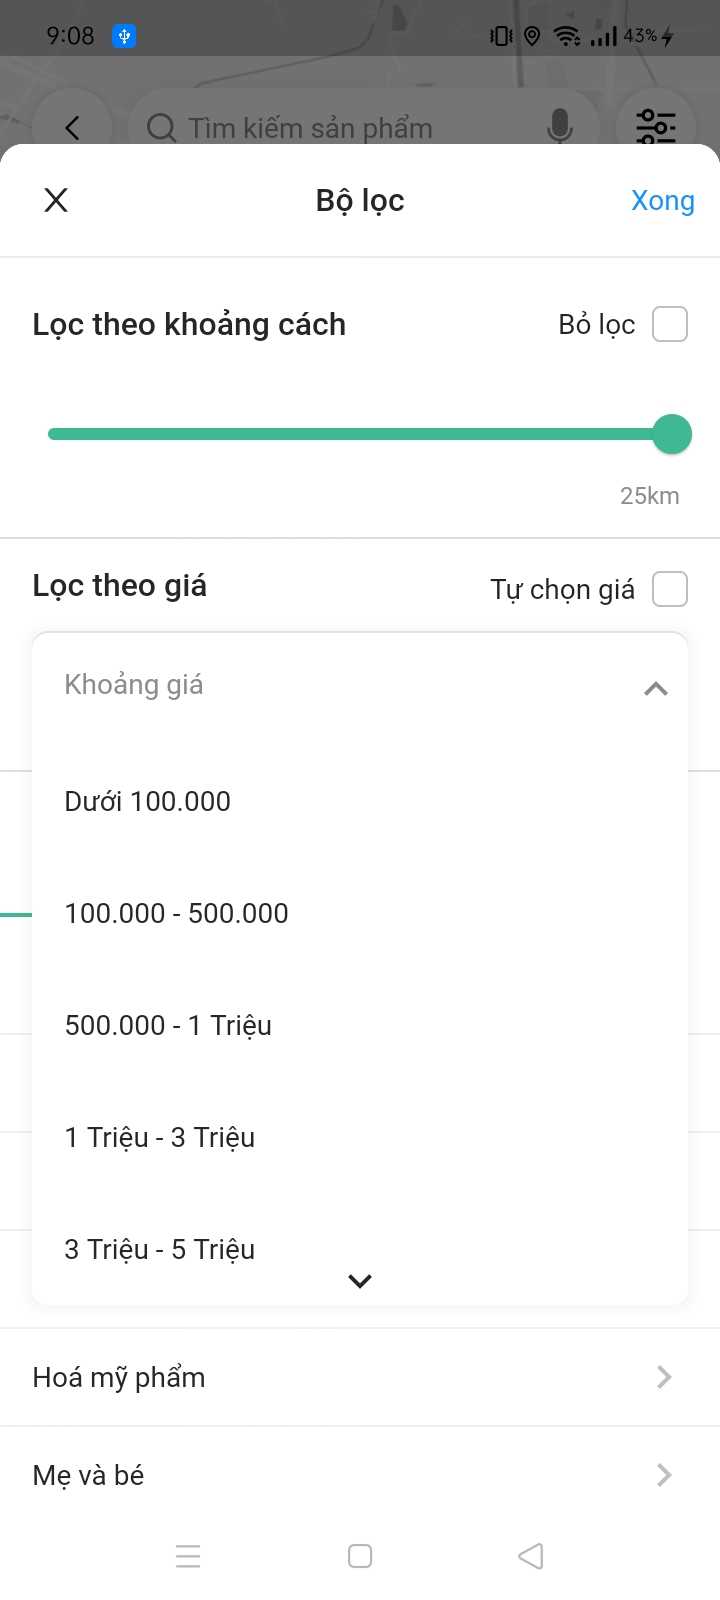 9:08
43%
Tìm kiếm sản phẩm
Bộ lọc
Xong
Lọc theo khoảng cách
Bỏ lọc
25km
Lọc theo giá
Tự chọn giá
Khoảng giá
Dưới 100.000
100.000 - 500.000
500.000 - 1 Triệu
1 Triệu - 3 Triệu
3 Triệu - 5 Triệu
Hoá mỹ phẩm
Mẹ và bé